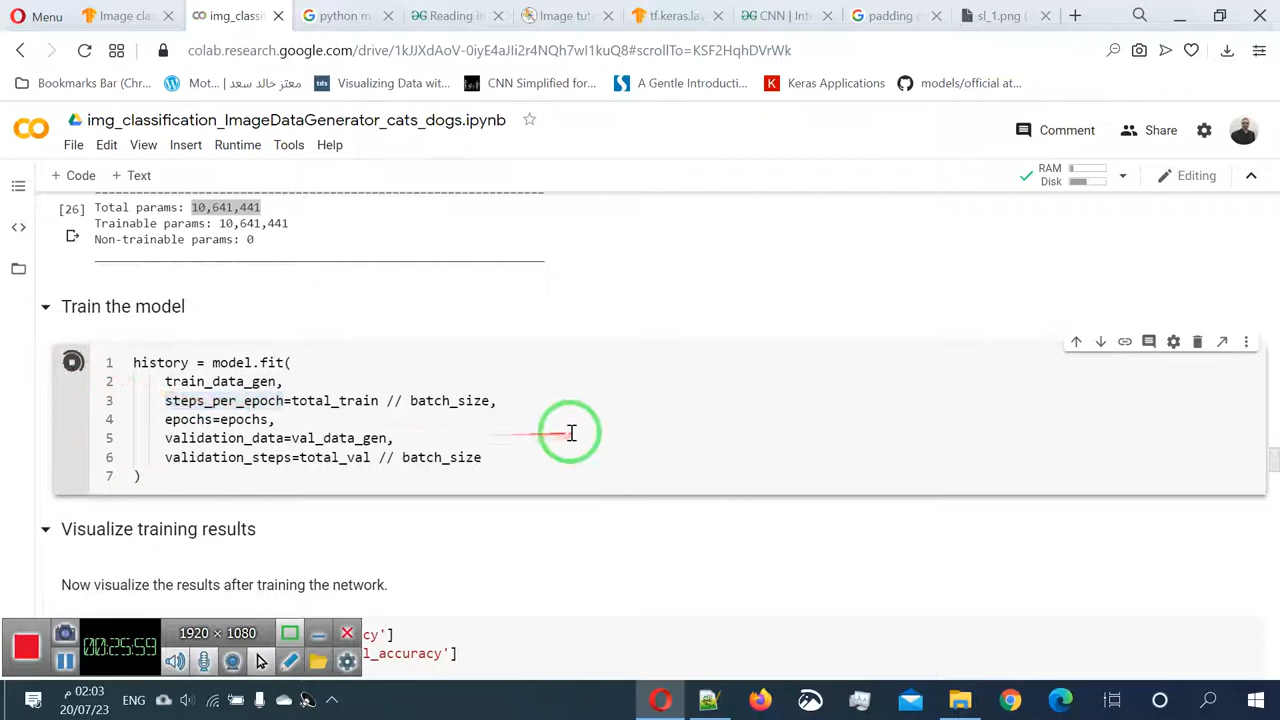 Menu
Image clas
img_classifi
python m
Reading in
Image tut
tf.keras.lay
CNN | Int
padding c
sl_1.png (
colab.research.google.com/drive/1kJJXdAoV-0iyE4aJIi2r4NQh7wI1kuQ8#scrollTo=KSF2HqhDVrWk
Bookmarks Bar (Chr...
معتز خالد سعد | Mot...
tds
Visualizing Data wit...
CNN Simplified for...
A Gentle Introducti...
K
Keras Applications
models/official at...
img_classification_ImageDataGenerator_cats_dogs.ipynb
Comment
Share
File
Edit
View
Insert
Runtime
Tools
Help
+ Code
+ Text
RAM
Disk
Editing
[26]
Total params: 10,641,441
Trainable params: 10,641,441
Non-trainable params: 0
Train the model
1 history = model.fit(
2 train_data_gen,
3 steps_per_epoch=total_train // batch_size,
4 epochs=epochs,
5 validation_data=val_data_gen,
6 validation_steps=total_val // batch_size
7 )
Visualize training results
Now visualize the results after training the network.
cy']
l_accuracy']
00:25:59
1920 × 1080
02:03 م
20/07/23
ENG